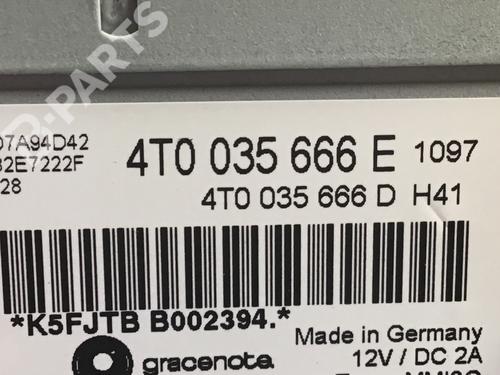 B-PARTS
07A94D42
32E7222F
28
4T0 035 666 E 1097
4T0 035 666 D H41
*K5FJTB B002394.*
Made in Germany
12V / DC 2A
gracenote